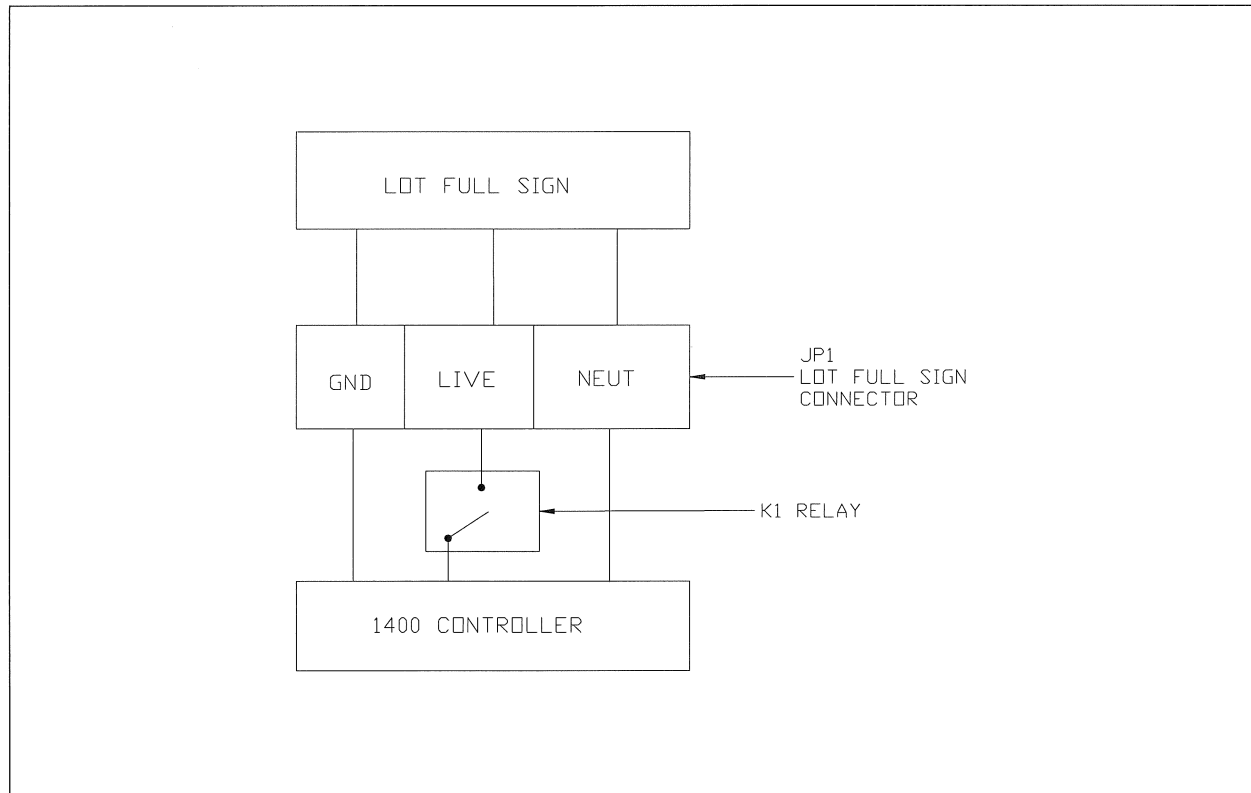 LOT FULL SIGN
GND
LIVE
NEUT
JP1
LOT FULL SIGN
CONNECTOR
K1 RELAY
1400 CONTROLLER